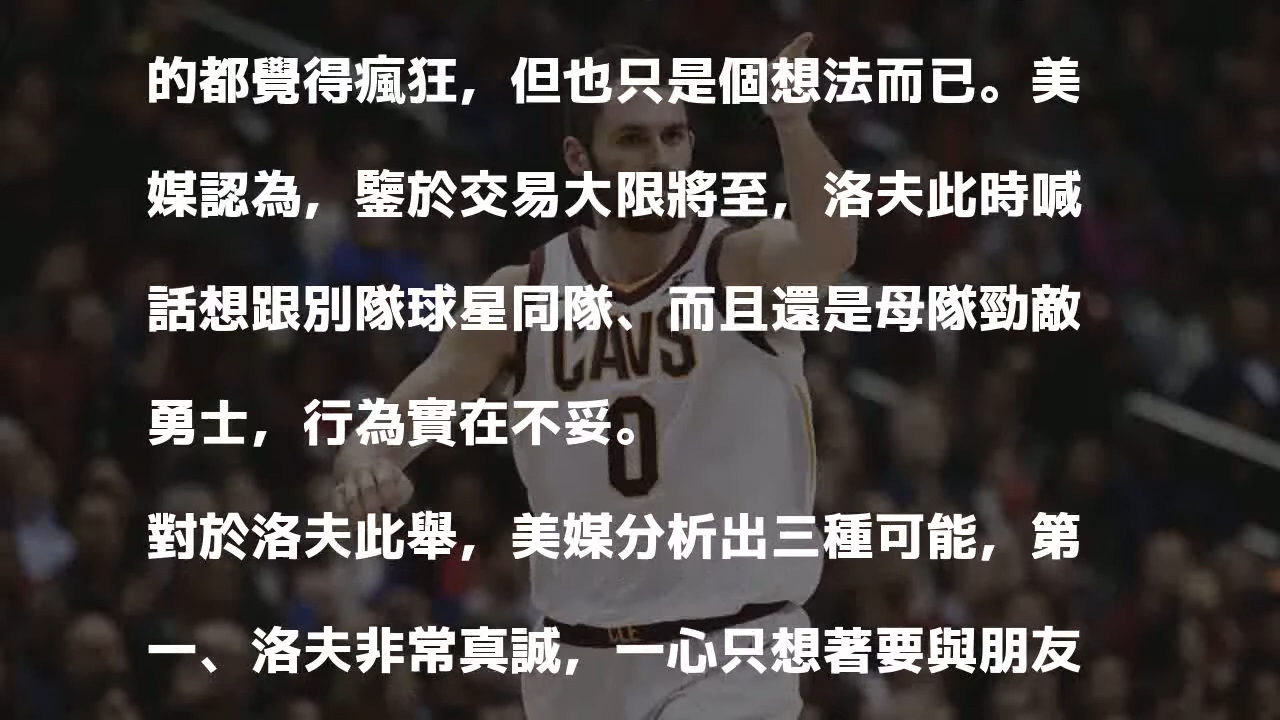 的都覺得瘋狂，但也只是個想法而已。美
媒認為，鑒於交易大限將至，洛夫此時喊
話想跟別隊球星同隊、而且還是母隊勁敵
勇士，行為實在不妥。
對於洛夫此舉，美媒分析出三種可能，第
一、洛夫非常真誠，一心只想著要與朋友
CAVS
0